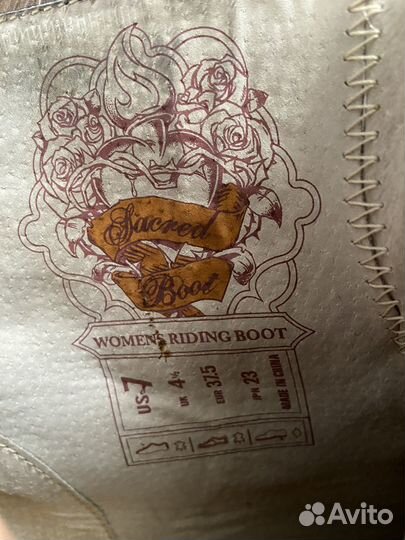 Sacred
Boot
WOMENS RIDING BOOT
US-7
UK 4½
EUR 37,5
JPN 23
MADE IN CHINA
Avito